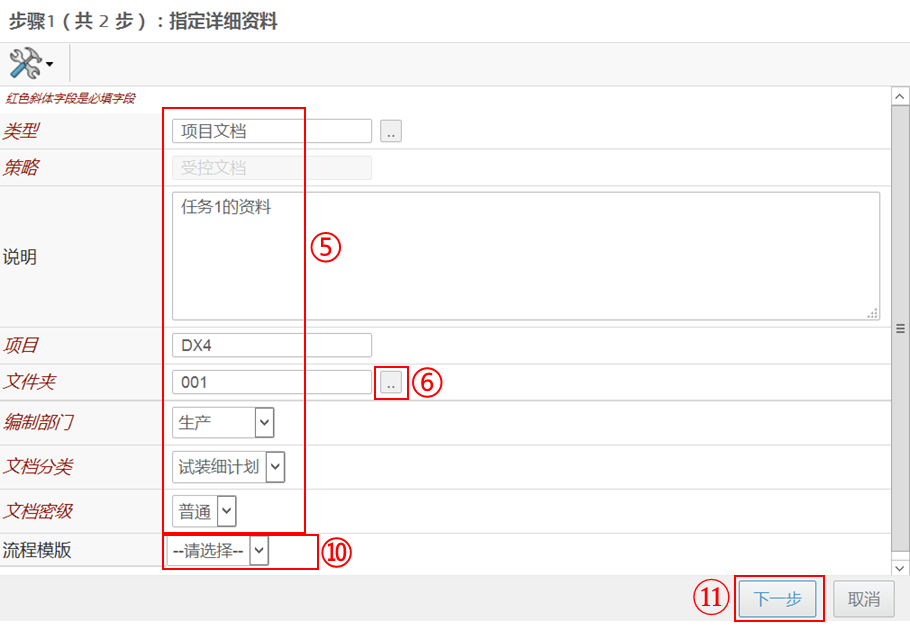 步骤1（共 2 步）：指定详细资料
红色斜体字段是必填字段
类型 项目文档 ..
策略 受控文档
说明 任务1的资料 ⑤
项目 DX4
文件夹 001 .. ⑥
编制部门 生产
文档分类 试装细计划
文档密级 普通
流程模版 --请选择-- ⑩
⑪ 下一步 取消